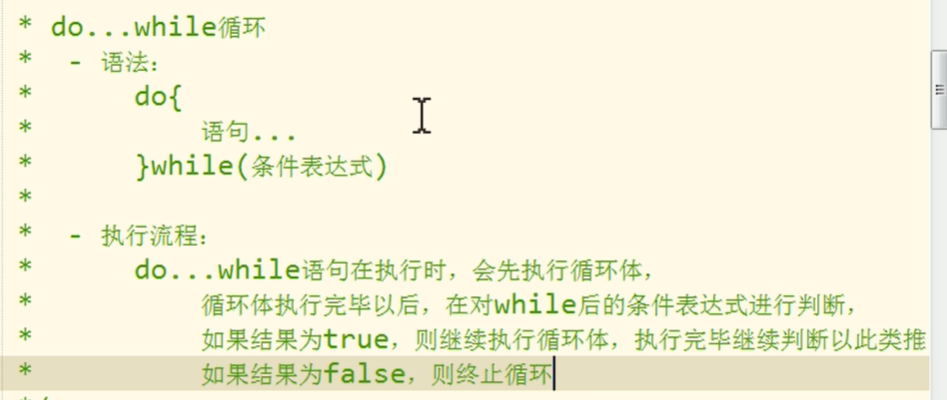 * do...while循环
*  - 语法：
*      do{
*          语句...
*      }while(条件表达式)
*
*  - 执行流程：
*      do...while语句在执行时，会先执行循环体，
*          循环体执行完毕以后，在对while后的条件表达式进行判断，
*          如果结果为true，则继续执行循环体，执行完毕继续判断以此类推
*          如果结果为false，则终止循环